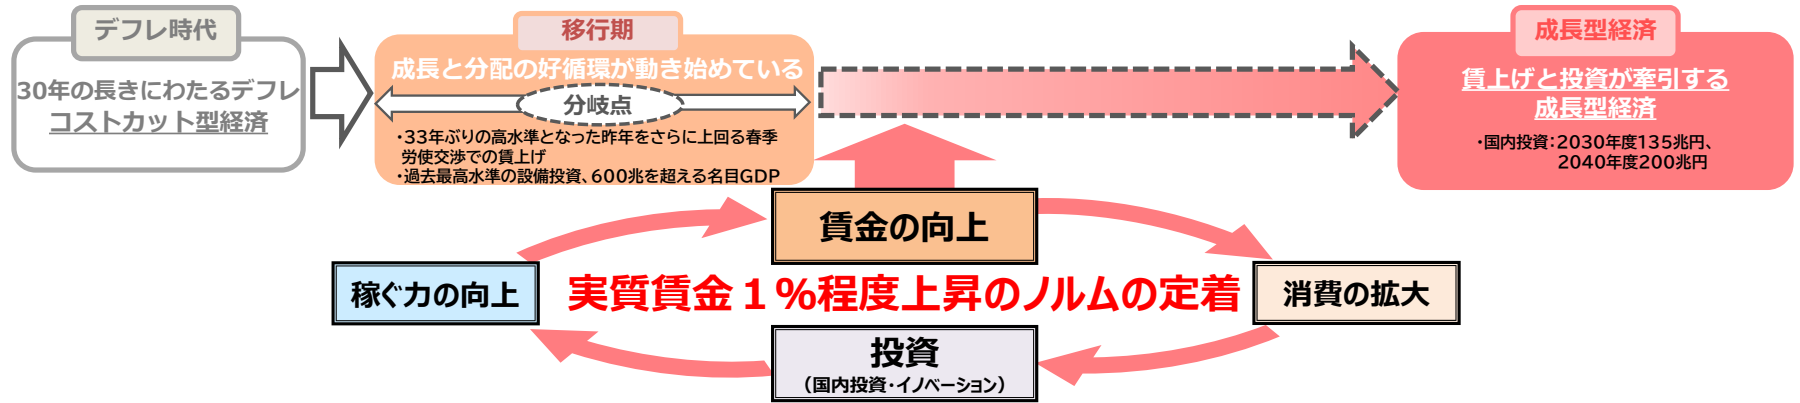 デフレ時代
30年の長きにわたるデフレ
コストカット型経済
移行期
成長と分配の好循環が動き始めている
分岐点
・33年ぶりの高水準となった昨年をさらに上回る春季
労使交渉での賃上げ
・過去最高水準の設備投資、600兆を超える名目GDP
成長型経済
賃上げと投資が牽引する
成長型経済
・国内投資：2030年度135兆円、
2040年度200兆円
賃金の向上
稼ぐ力の向上
実質賃金１％程度上昇のノルムの定着
消費の拡大
投資
（国内投資・イノベーション）